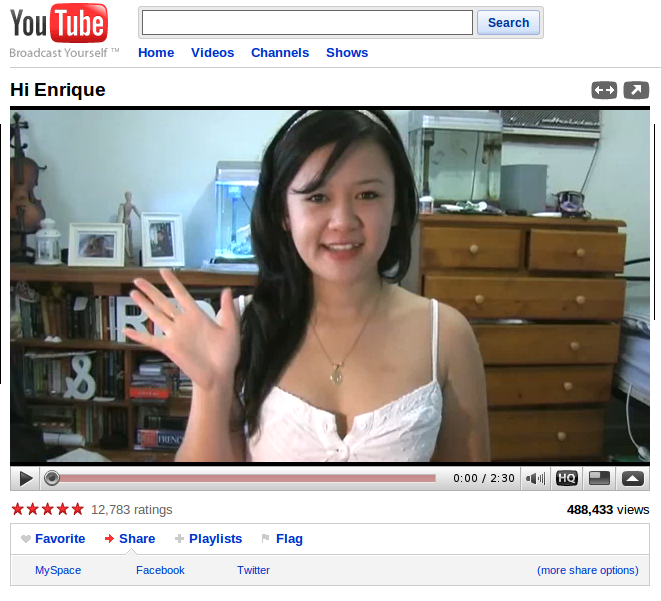 YouTube
Search
Broadcast Yourself ™
Home Videos Channels Shows
Hi Enrique
&
FRENCH
0:00 / 2:30 HQ
12,783 ratings 488,433 views
Favorite Share Playlists Flag
MySpace Facebook Twitter (more share options)